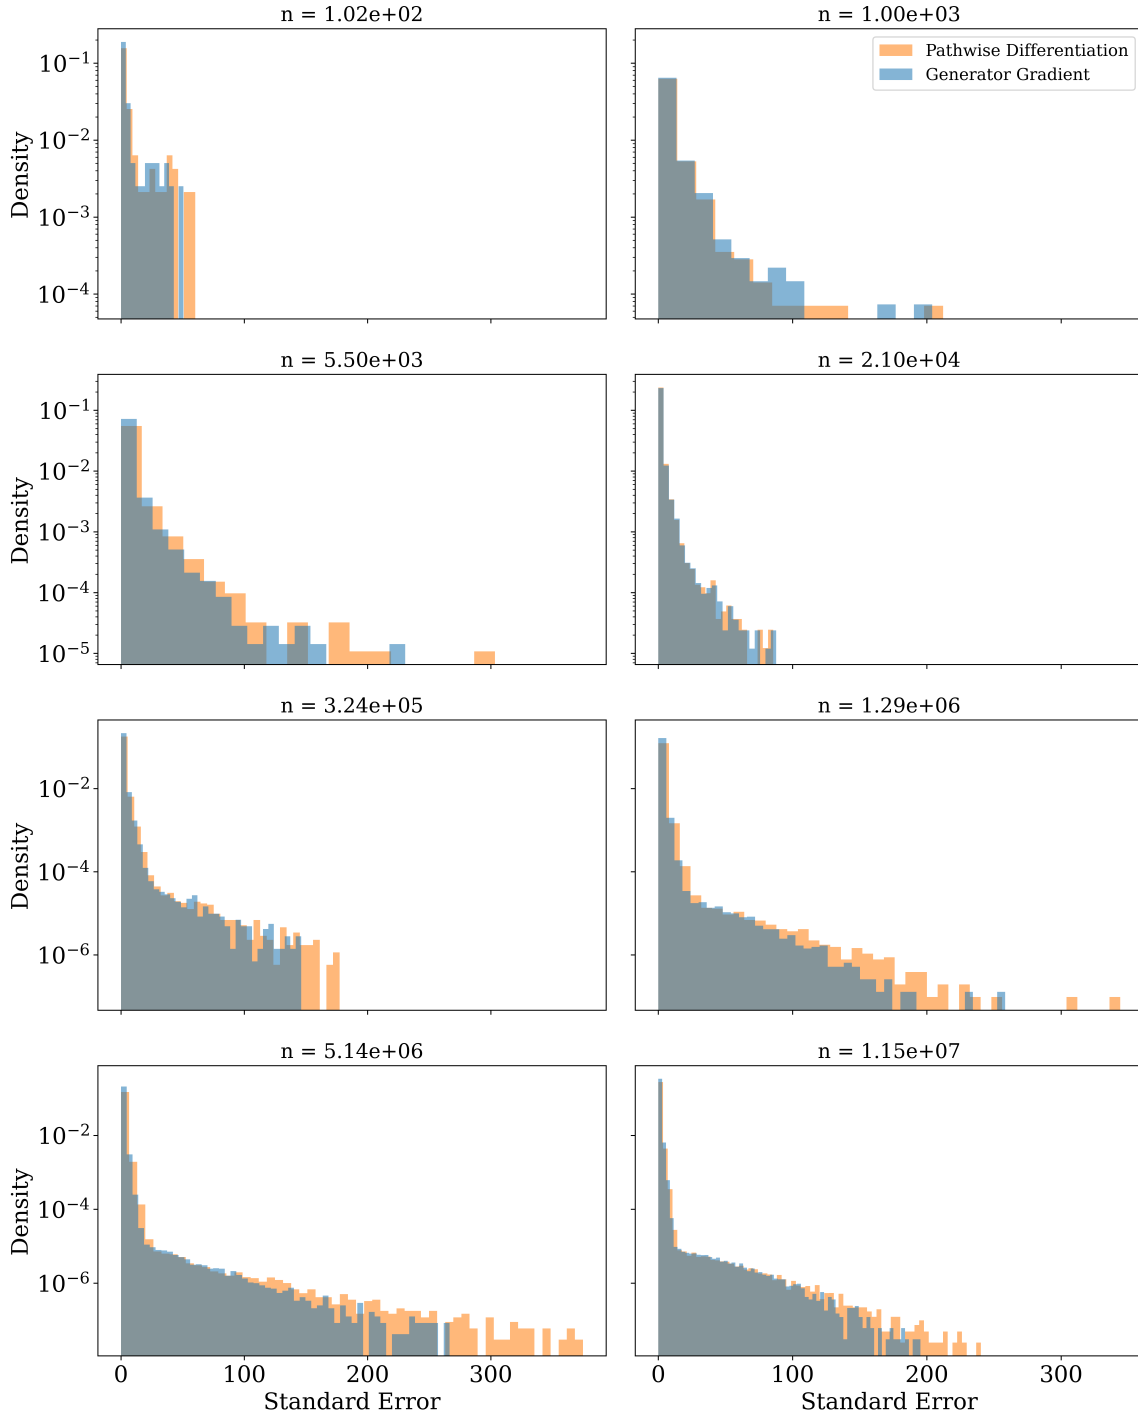 n = 1.02e+02
n = 1.00e+03
Pathwise Differentiation
Generator Gradient
Density
10⁻¹
10⁻²
10⁻³
10⁻⁴
n = 5.50e+03
n = 2.10e+04
Density
10⁻¹
10⁻²
10⁻³
10⁻⁴
10⁻⁵
n = 3.24e+05
n = 1.29e+06
Density
10⁻²
10⁻⁴
10⁻⁶
n = 5.14e+06
n = 1.15e+07
Density
10⁻²
10⁻⁴
10⁻⁶
0 100 200 300
0 100 200 300
Standard Error
Standard Error